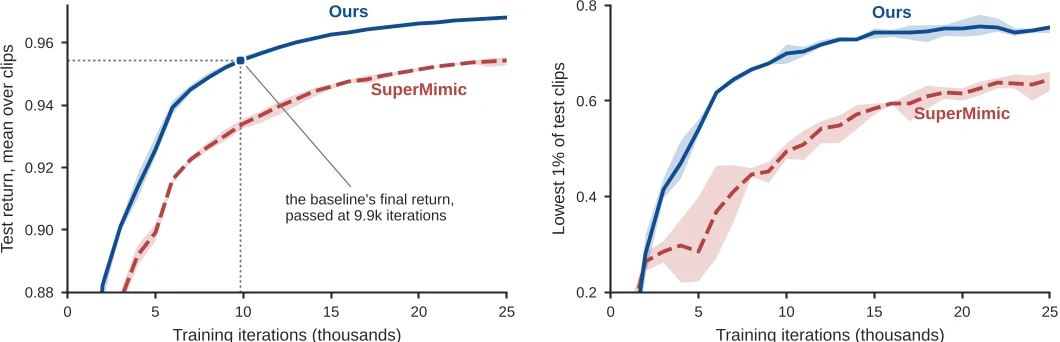 Test return, mean over clips
0.96
0.94
0.92
0.90
0.88
Ours
SuperMimic
the baseline's final return,
passed at 9.9k iterations
0 5 10 15 20 25
Training iterations (thousands)
Lowest 1% of test clips
0.8
0.6
0.4
0.2
Ours
SuperMimic
0 5 10 15 20 25
Training iterations (thousands)